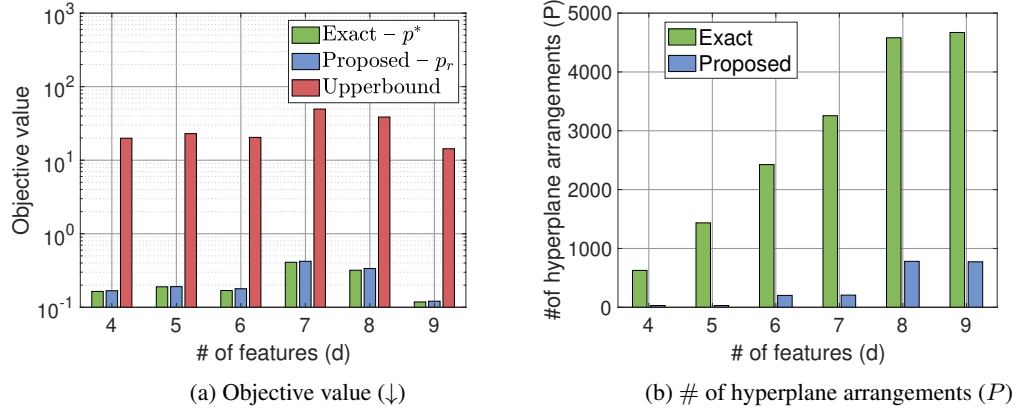 10^3
10^2
10^1
10^0
10^-1
Objective value
Exact – p*
Proposed – p_r
Upperbound
4 5 6 7 8 9
# of features (d)
(a) Objective value (↓)
5000
4000
3000
2000
1000
0
#of hyperplane arrangements (P)
Exact
Proposed
4 5 6 7 8 9
# of features (d)
(b) # of hyperplane arrangements (P)